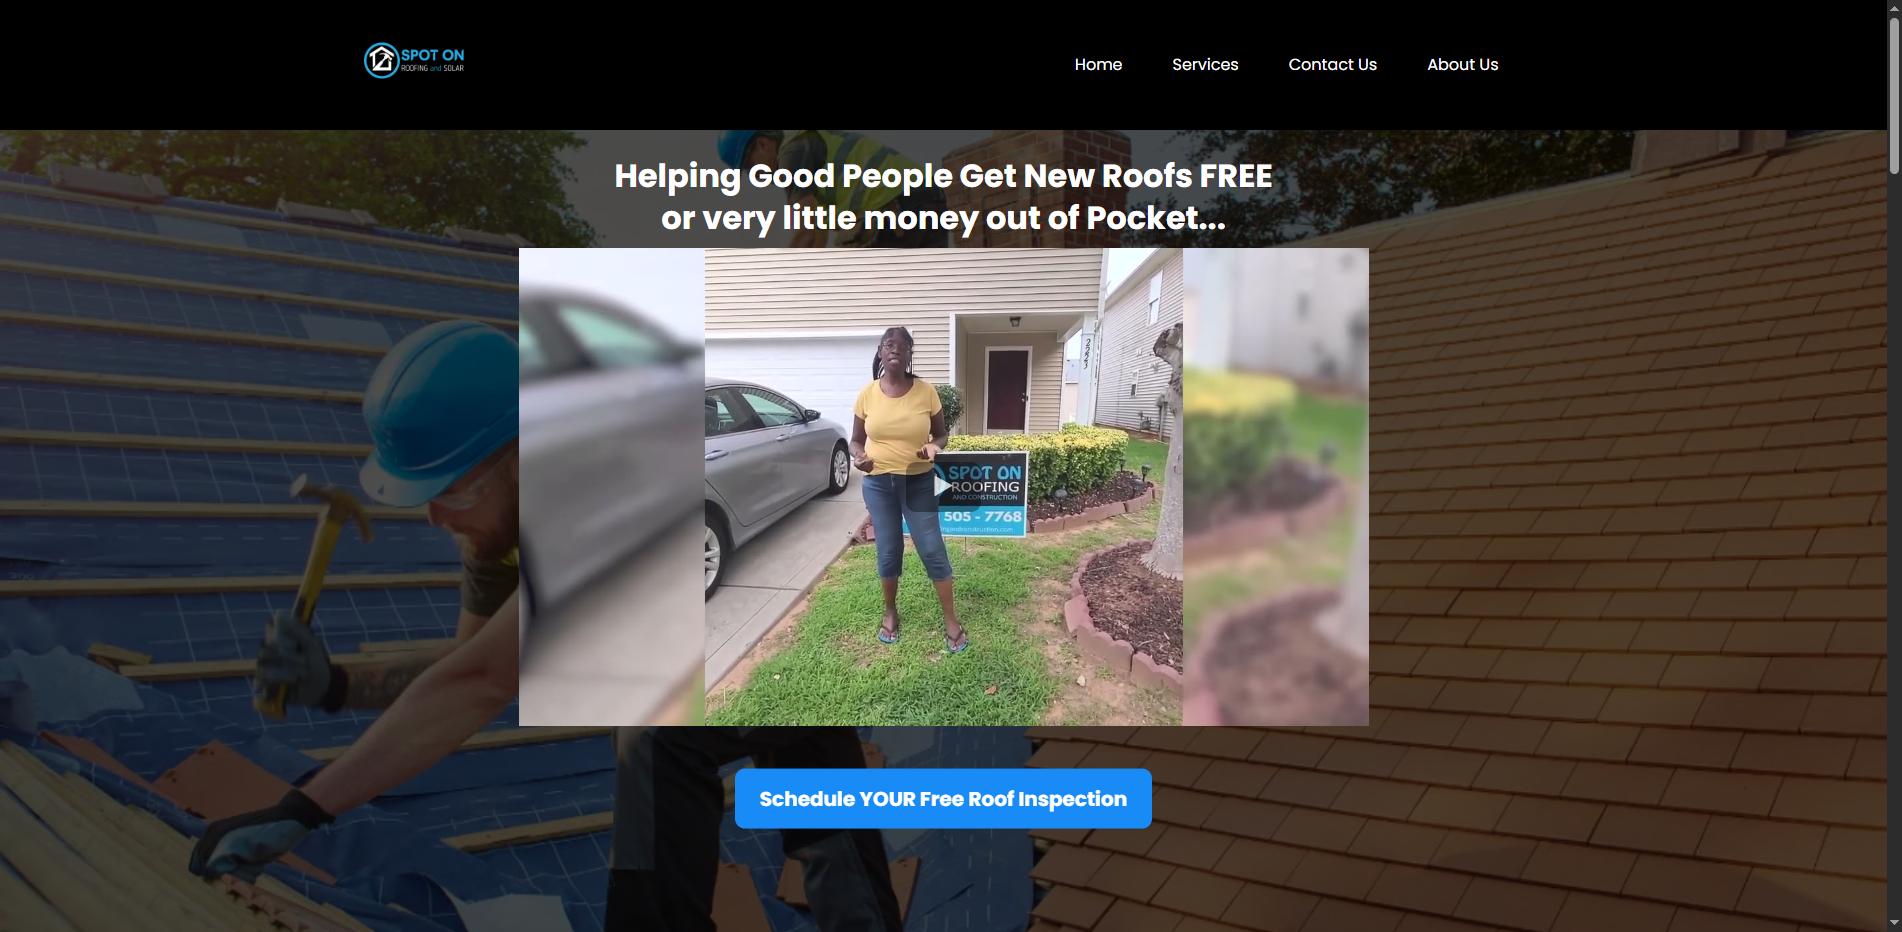 SPOT ON
ROOFING and SOLAR
Home
Services
Contact Us
About Us
Helping Good People Get New Roofs FREE
or very little money out of Pocket...
2223
SPOT ON
ROOFING
AND CONSTRUCTION
505 - 7768
Schedule YOUR Free Roof Inspection